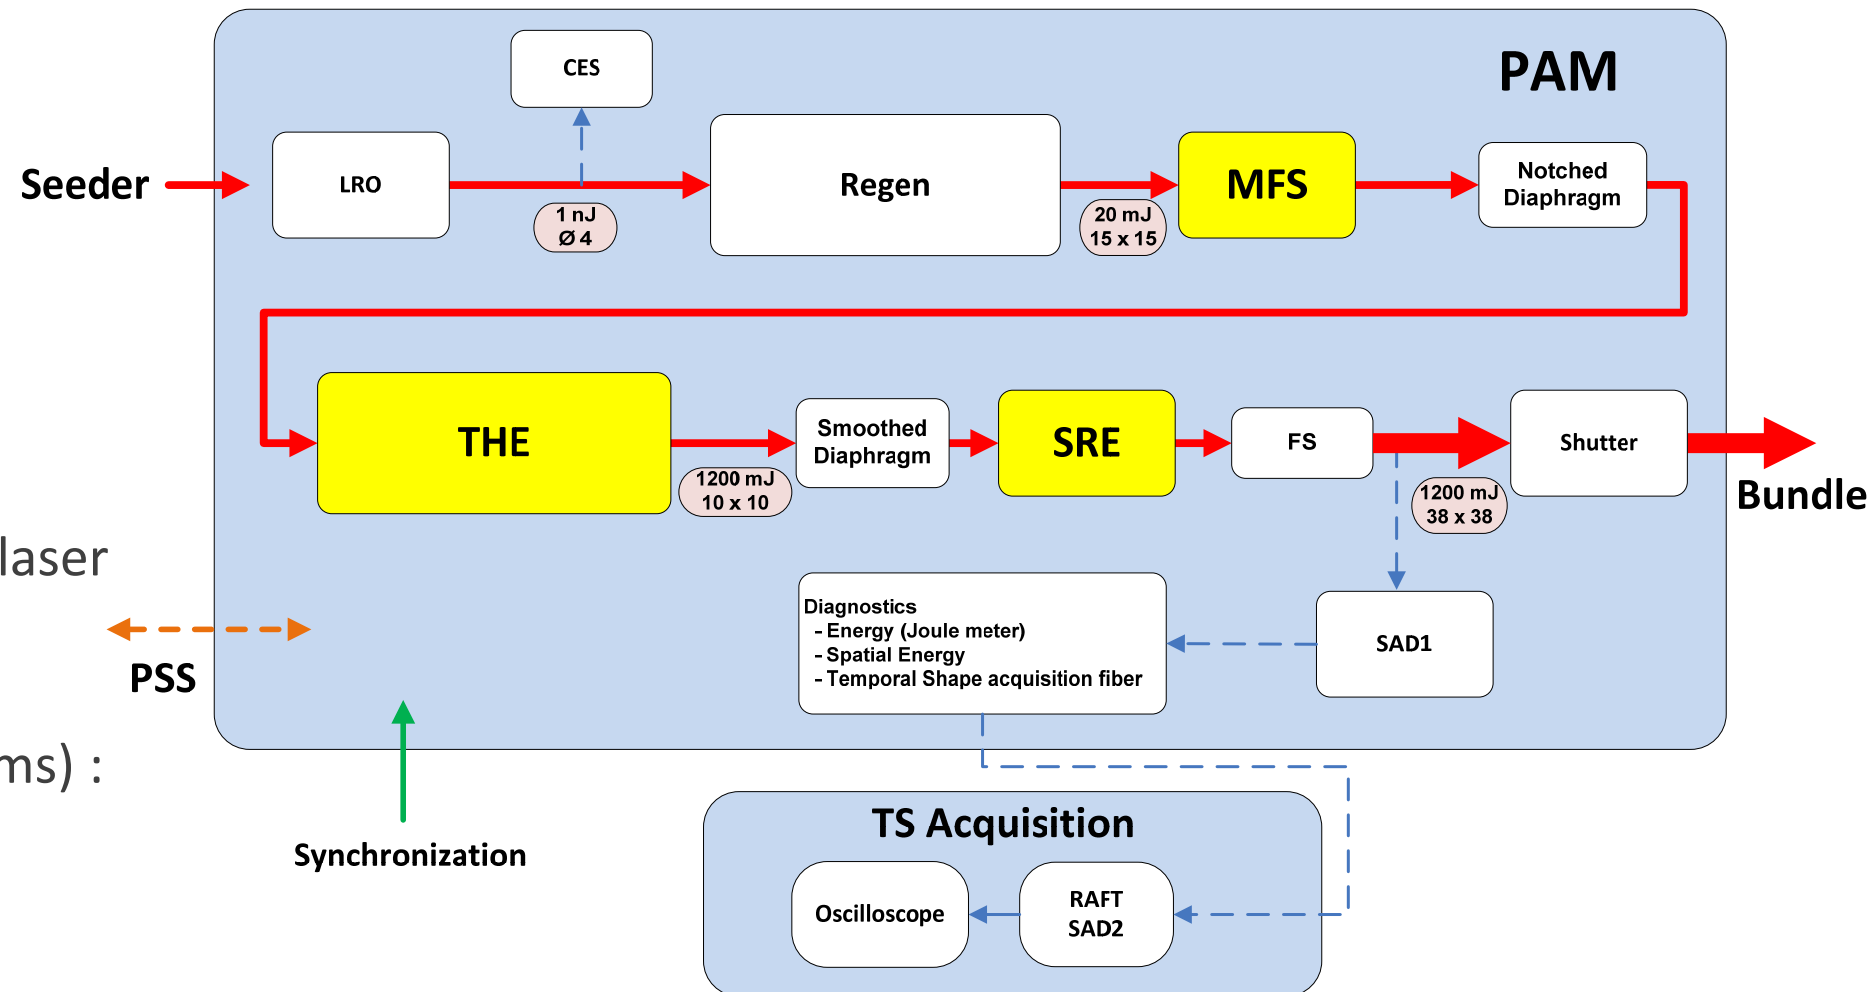 PAM
CES
Seeder
LRO
1 nJ
Ø 4
Regen
20 mJ
15 x 15
MFS
Notched
Diaphragm
THE
1200 mJ
10 x 10
Smoothed
Diaphragm
SRE
FS
1200 mJ
38 x 38
Shutter
Bundle
laser
PSS
ms) :
Synchronization
Diagnostics
- Energy (Joule meter)
- Spatial Energy
- Temporal Shape acquisition fiber
SAD1
TS Acquisition
Oscilloscope
RAFT
SAD2